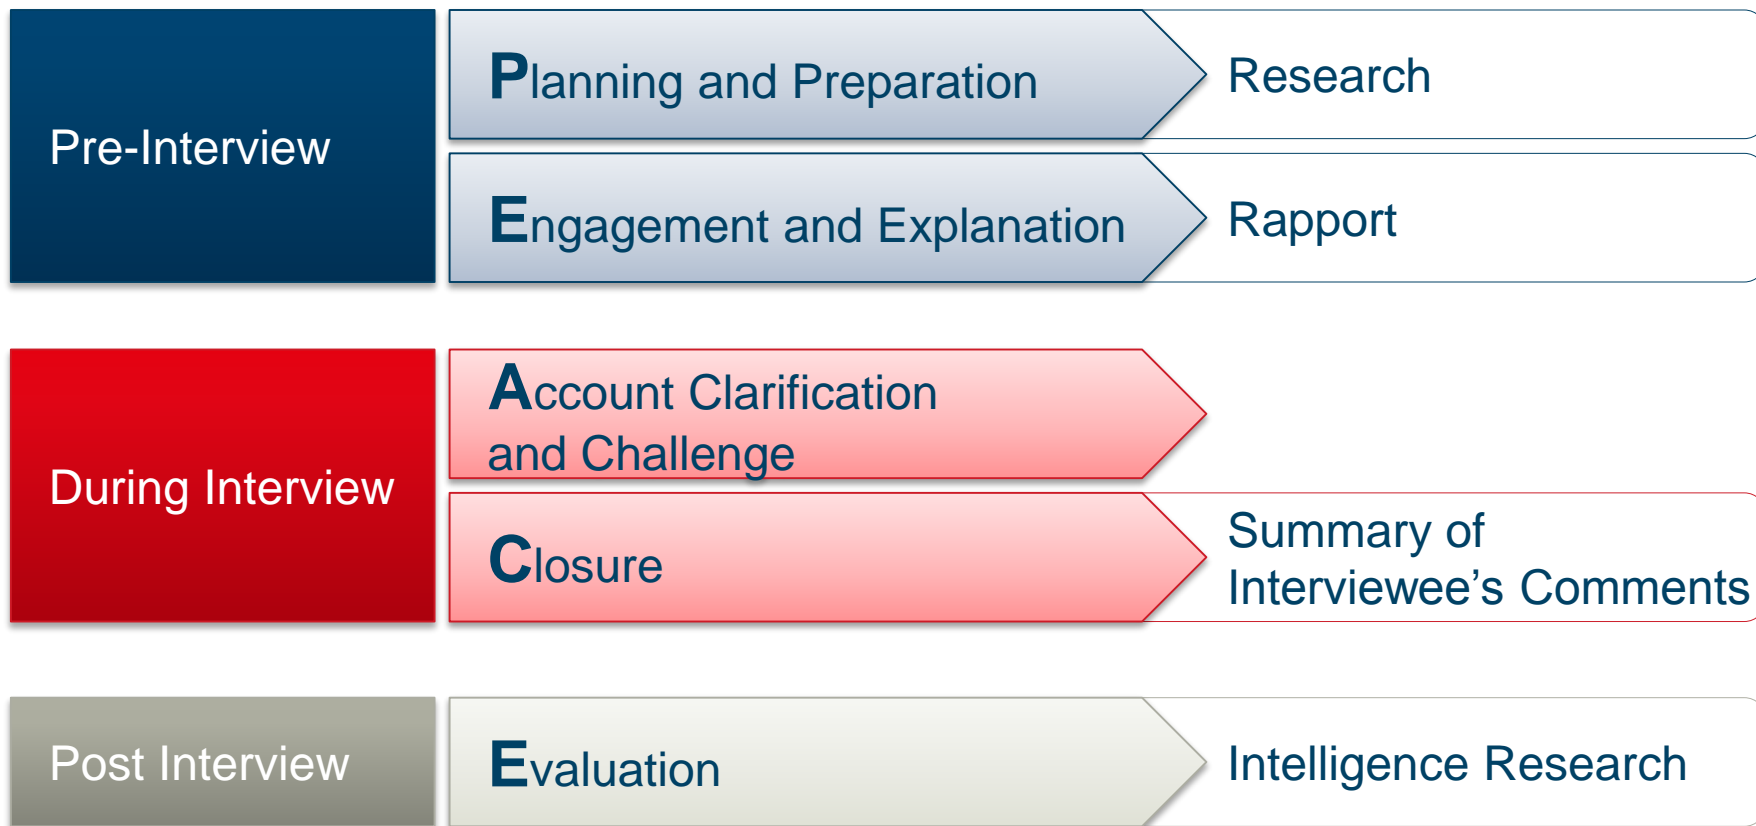 Pre-Interview
Planning and Preparation
Research
Engagement and Explanation
Rapport
During Interview
Account Clarification
and Challenge
Closure
Summary of
Interviewee’s Comments
Post Interview
Evaluation
Intelligence Research